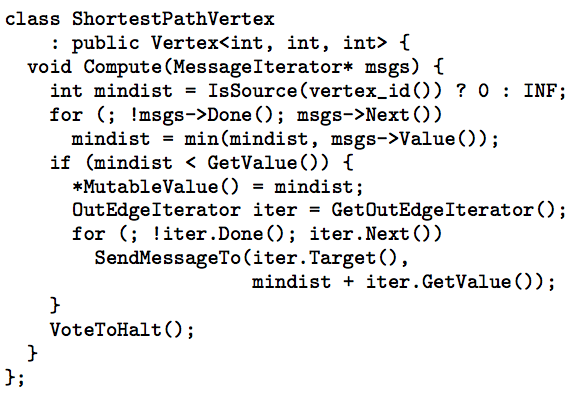 class ShortestPathVertex
    : public Vertex<int, int, int> {
  void Compute(MessageIterator* msgs) {
    int mindist = IsSource(vertex_id()) ? 0 : INF;
    for (; !msgs->Done(); msgs->Next())
      mindist = min(mindist, msgs->Value());
    if (mindist < GetValue()) {
      *MutableValue() = mindist;
      OutEdgeIterator iter = GetOutEdgeIterator();
      for (; !iter.Done(); iter.Next())
        SendMessageTo(iter.Target(),
                      mindist + iter.GetValue());
    }
    VoteToHalt();
  }
};